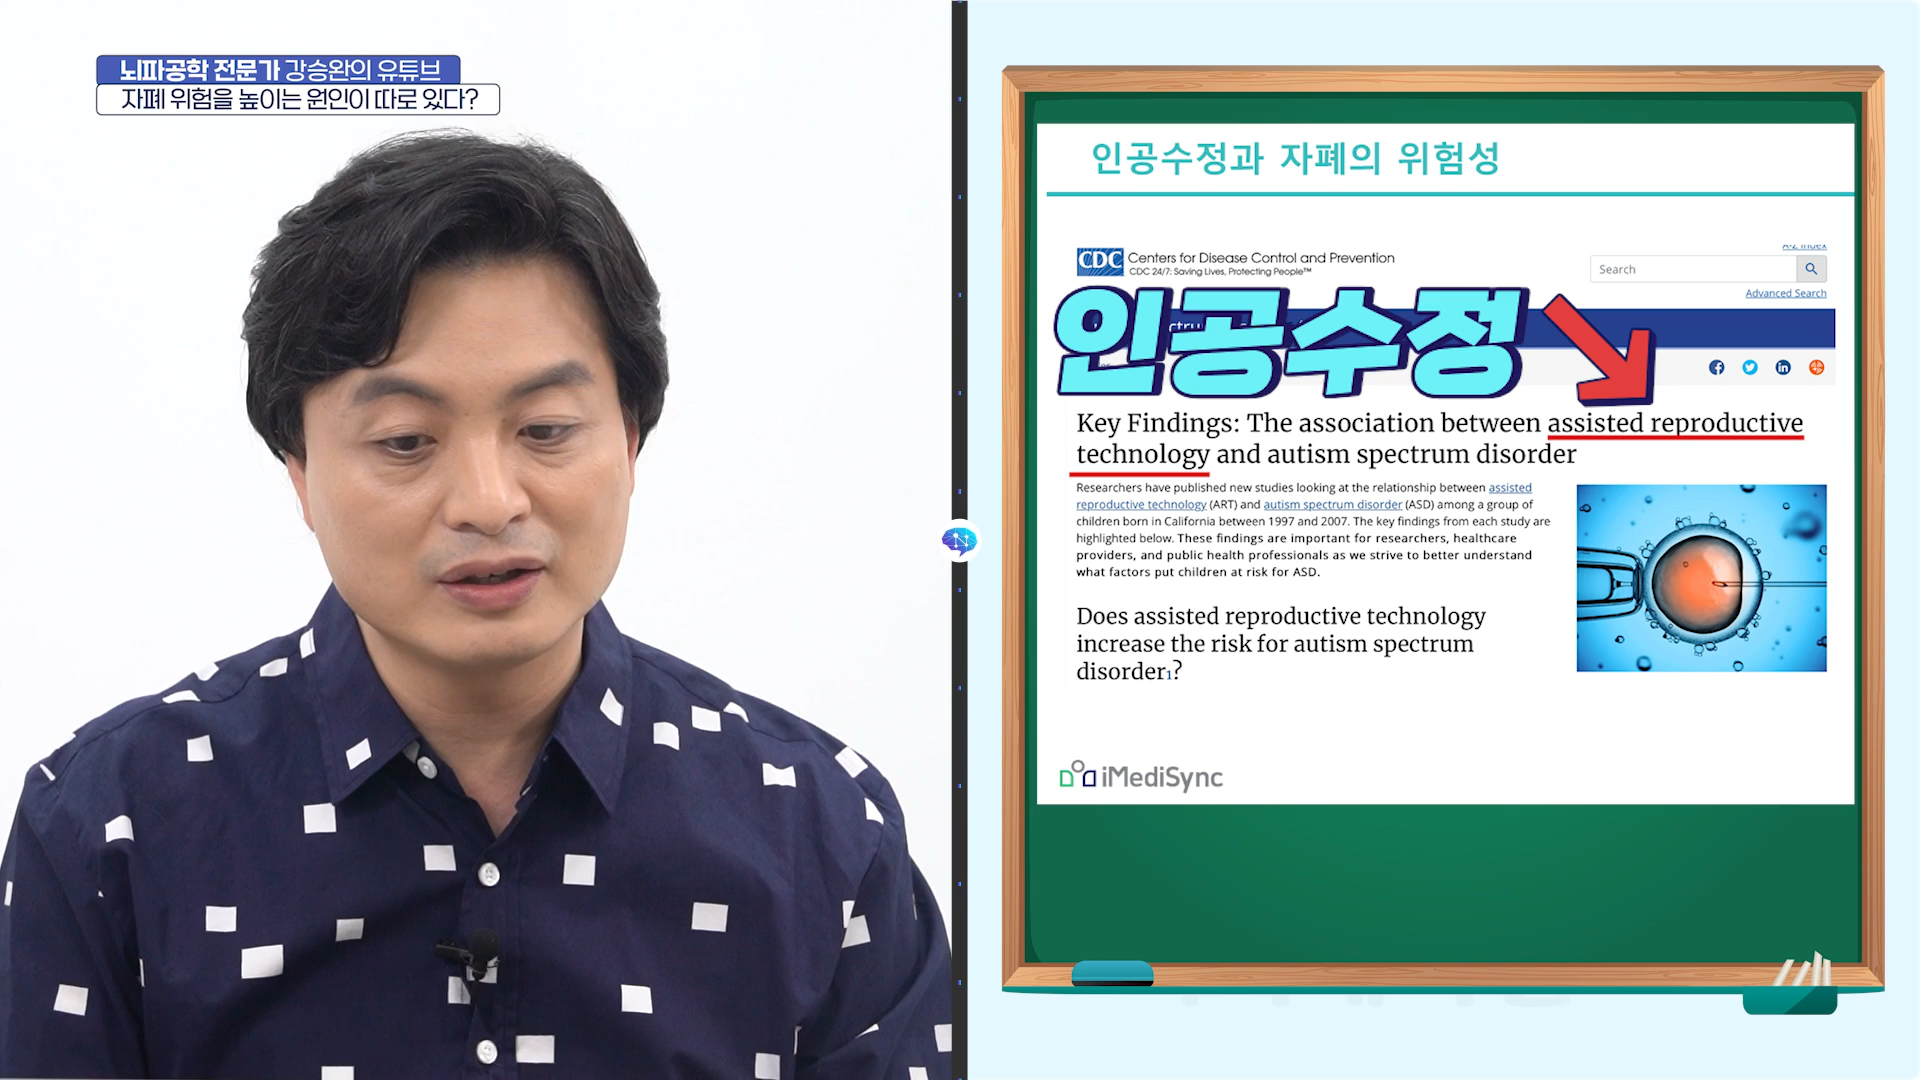 뇌파공학 전문가 강승완의 유튜브
자폐 위험을 높이는 원인이 따로 있다?
인공수정과 자폐의 위험성
A-Z Index
CDC Centers for Disease Control and Prevention
CDC 24/7: Saving Lives, Protecting People™
Search
Advanced Search
인공수정
Key Findings: The association between assisted reproductive
technology and autism spectrum disorder
Researchers have published new studies looking at the relationship between assisted
reproductive technology (ART) and autism spectrum disorder (ASD) among a group of
children born in California between 1997 and 2007. The key findings from each study are
highlighted below. These findings are important for researchers, healthcare
providers, and public health professionals as we strive to better understand
what factors put children at risk for ASD.
Does assisted reproductive technology
increase the risk for autism spectrum
disorder1?
iMediSync